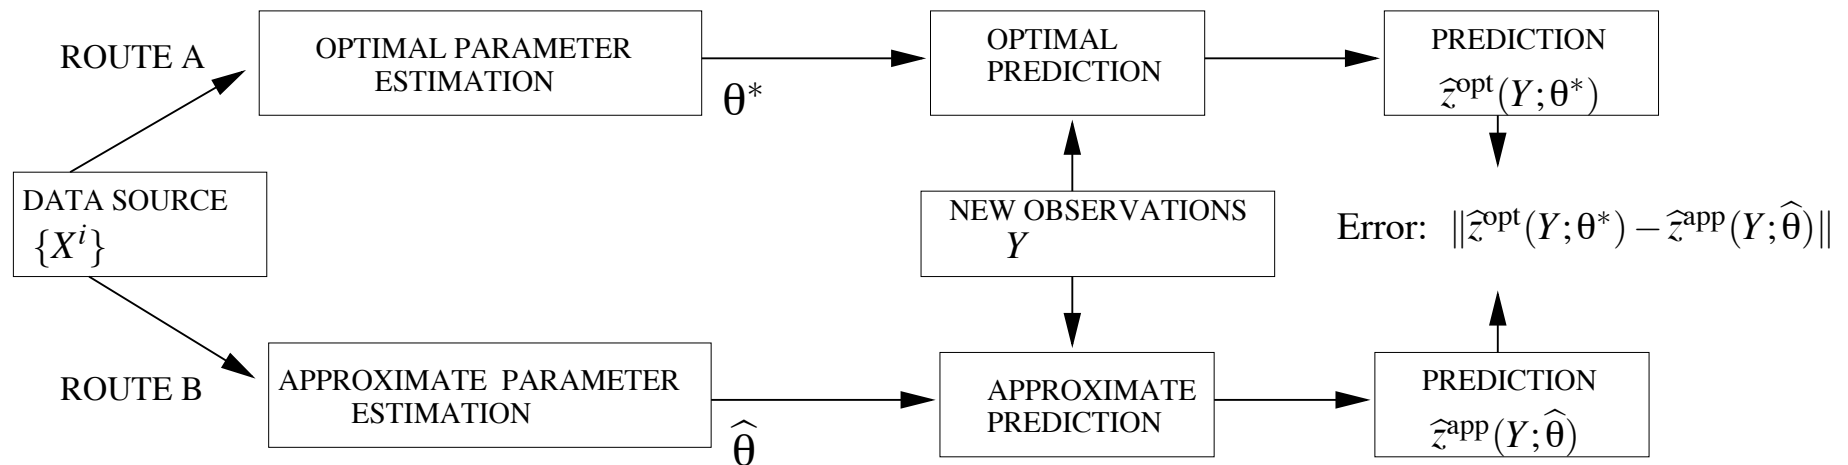 ROUTE A
OPTIMAL PARAMETER
ESTIMATION
θ*
OPTIMAL
PREDICTION
PREDICTION
ẑ^opt(Y;θ*)
DATA SOURCE
{X^i}
NEW OBSERVATIONS
Y
Error: ‖ẑ^opt(Y;θ*) − ẑ^app(Y;θ̂)‖
ROUTE B
APPROXIMATE PARAMETER
ESTIMATION
θ̂
APPROXIMATE
PREDICTION
PREDICTION
ẑ^app(Y;θ̂)